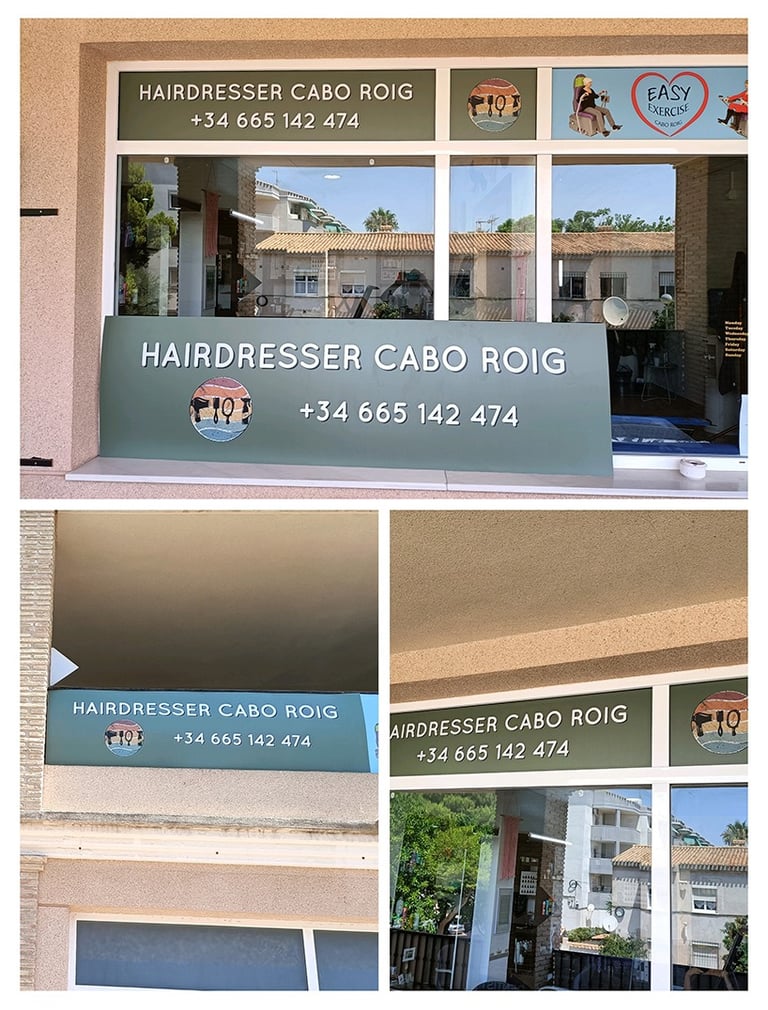 HAIRDRESSER CABO ROIG
+34 665 142 474
EASY
EXERCISE
CABO ROIG
HAIRDRESSER CABO ROIG
+34 665 142 474
Monday
Tuesday
Wednesday
Thursday
Friday
Saturday
Sunday
HAIRDRESSER CABO ROIG
+34 665 142 474
AIRDRESSER CABO ROIG
+34 665 142 474